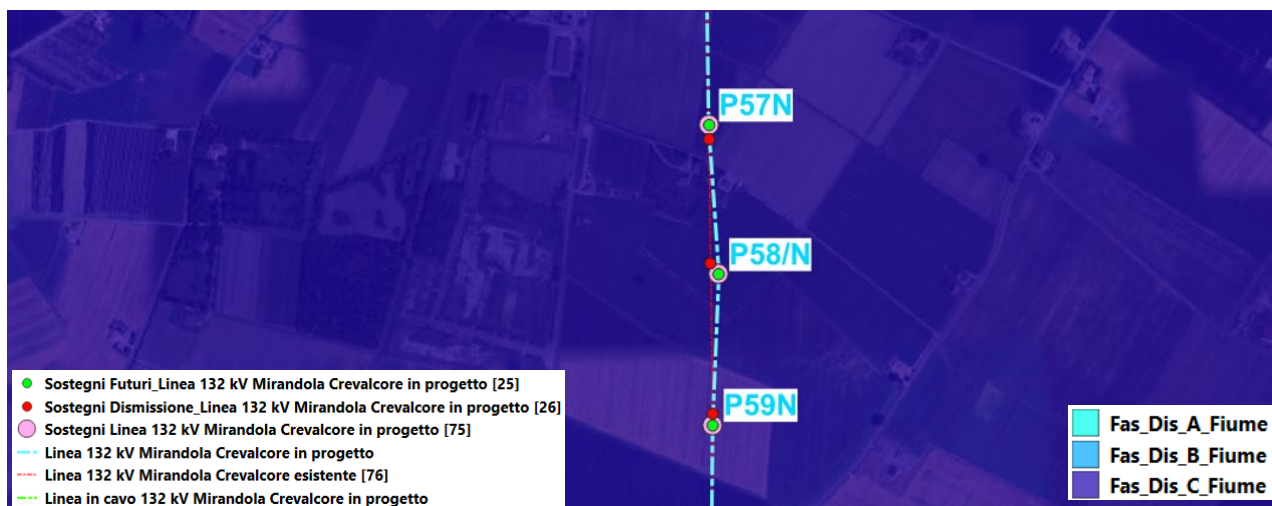 P57N
P58/N
P59N
Sostegni Futuri_Linea 132 kV Mirandola Crevalcore in progetto [25]
Sostegni Dismissione_Linea 132 kV Mirandola Crevalcore in progetto [26]
Sostegni Linea 132 kV Mirandola Crevalcore in progetto [75]
Linea 132 kV Mirandola Crevalcore in progetto
Linea 132 kV Mirandola Crevalcore esistente [76]
Linea in cavo 132 kV Mirandola Crevalcore in progetto
Fas_Dis_A_Fiume
Fas_Dis_B_Fiume
Fas_Dis_C_Fiume